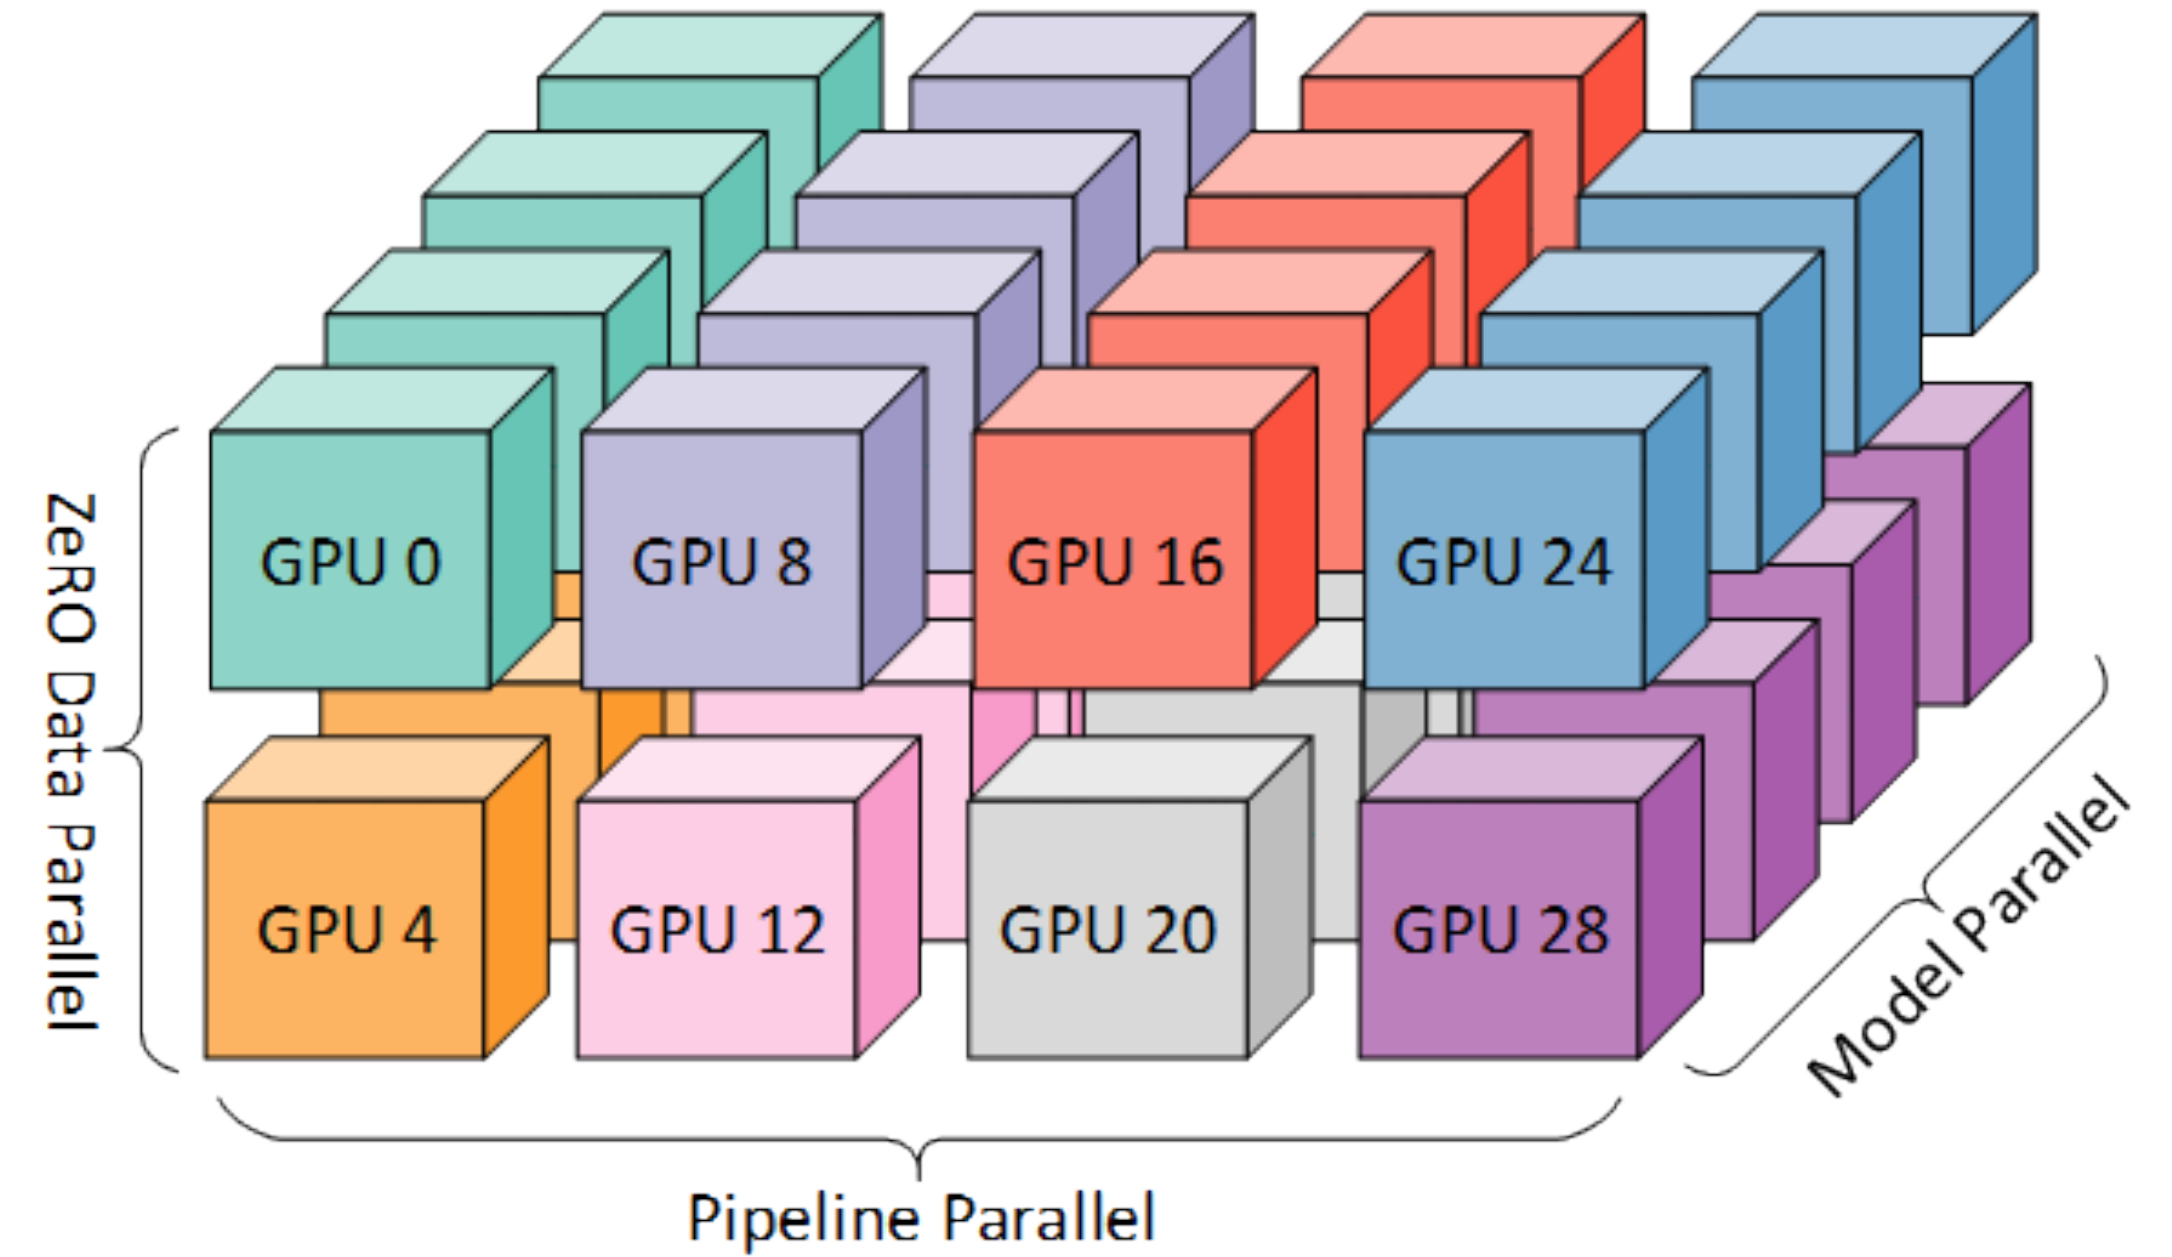 GPU 0
GPU 8
GPU 16
GPU 24
GPU 4
GPU 12
GPU 20
GPU 28
ZeRO Data Parallel
Model Parallel
Pipeline Parallel